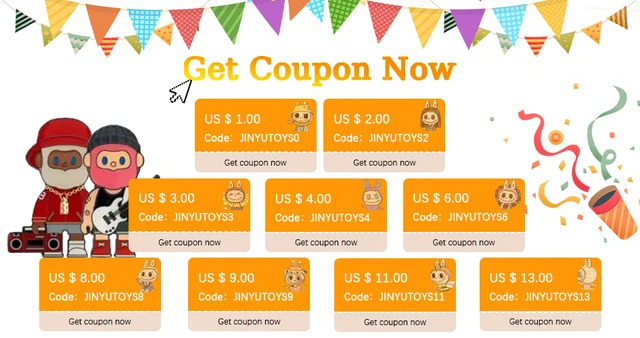 Get Coupon Now
US $ 1.00
Code: JINYUTOYS0
Get coupon now
US $ 2.00
Code: JINYUTOYS2
Get coupon now
US $ 3.00
Code: JINYUTOYS3
Get coupon now
US $ 4.00
Code: JINYUTOYS4
Get coupon now
US $ 6.00
Code: JINYUTOYS6
Get coupon now
US $ 8.00
Code: JINYUTOYS8
Get coupon now
US $ 9.00
Code: JINYUTOYS9
Get coupon now
US $ 11.00
Code: JINYUTOYS11
Get coupon now
US $ 13.00
Code: JINYUTOYS13
Get coupon now